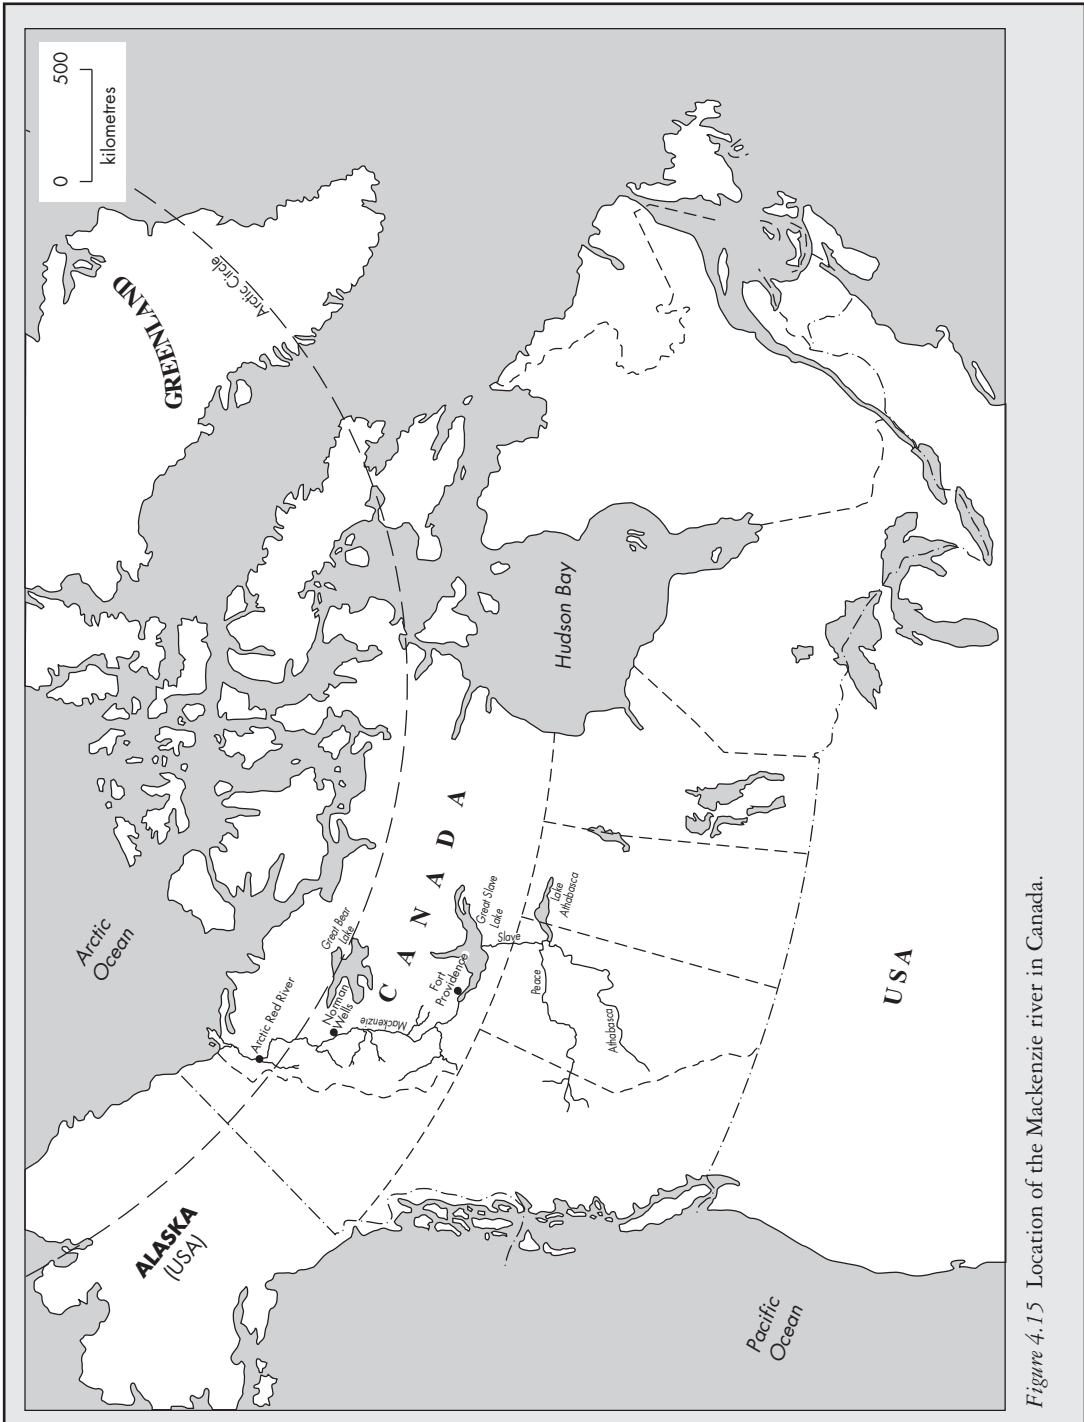 0 500
kilometres
GREENLAND
Arctic Circle
Arctic
Ocean
ALASKA
(USA)
Arctic Red River
Norman
Wells
Great Bear
Lake
Mackenzie
Fort
Providence
Great Slave
Lake
Slave
CANADA
Hudson Bay
Lake
Athabasca
Peace
Athabasca
USA
Pacific
Ocean
Figure 4.15 Location of the Mackenzie river in Canada.